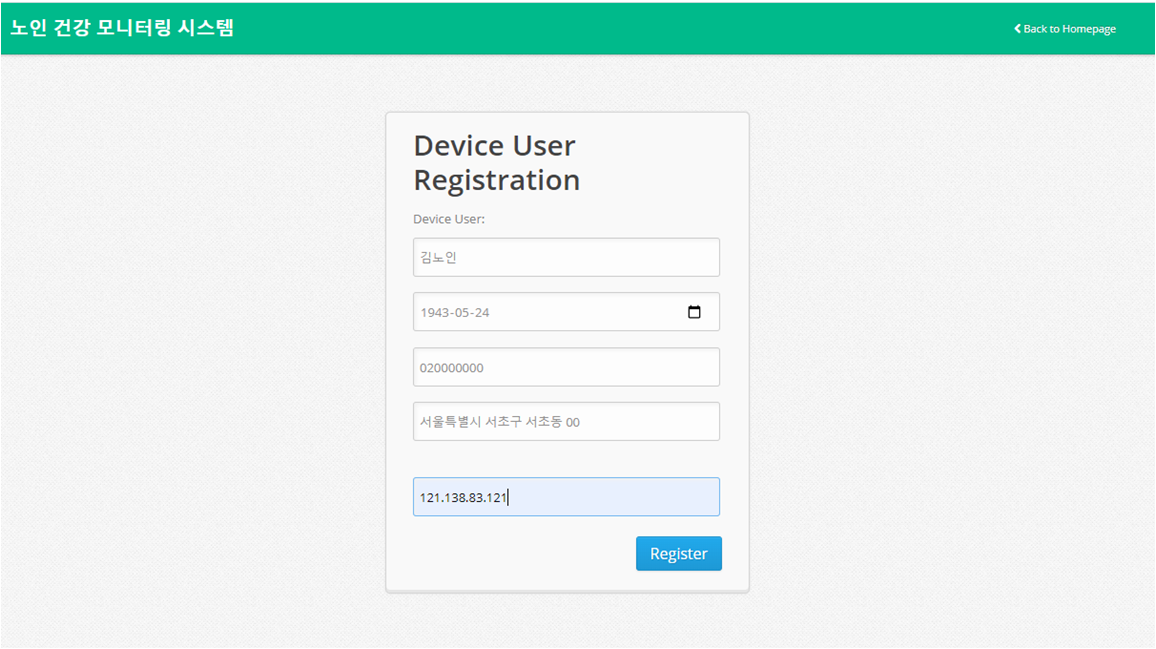 노인 건강 모니터링 시스템
Back to Homepage
Device User
Registration
Device User:
김노인
1943-05-24
020000000
서울특별시 서초구 서초동 00
121.138.83.121
Register